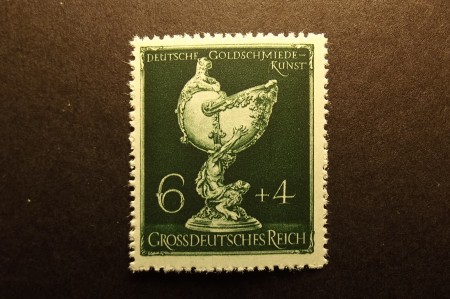 DEUTSCHE GOLDSCHMIEDE-
KUNST
6 +4
GROSSDEUTSCHES REICH